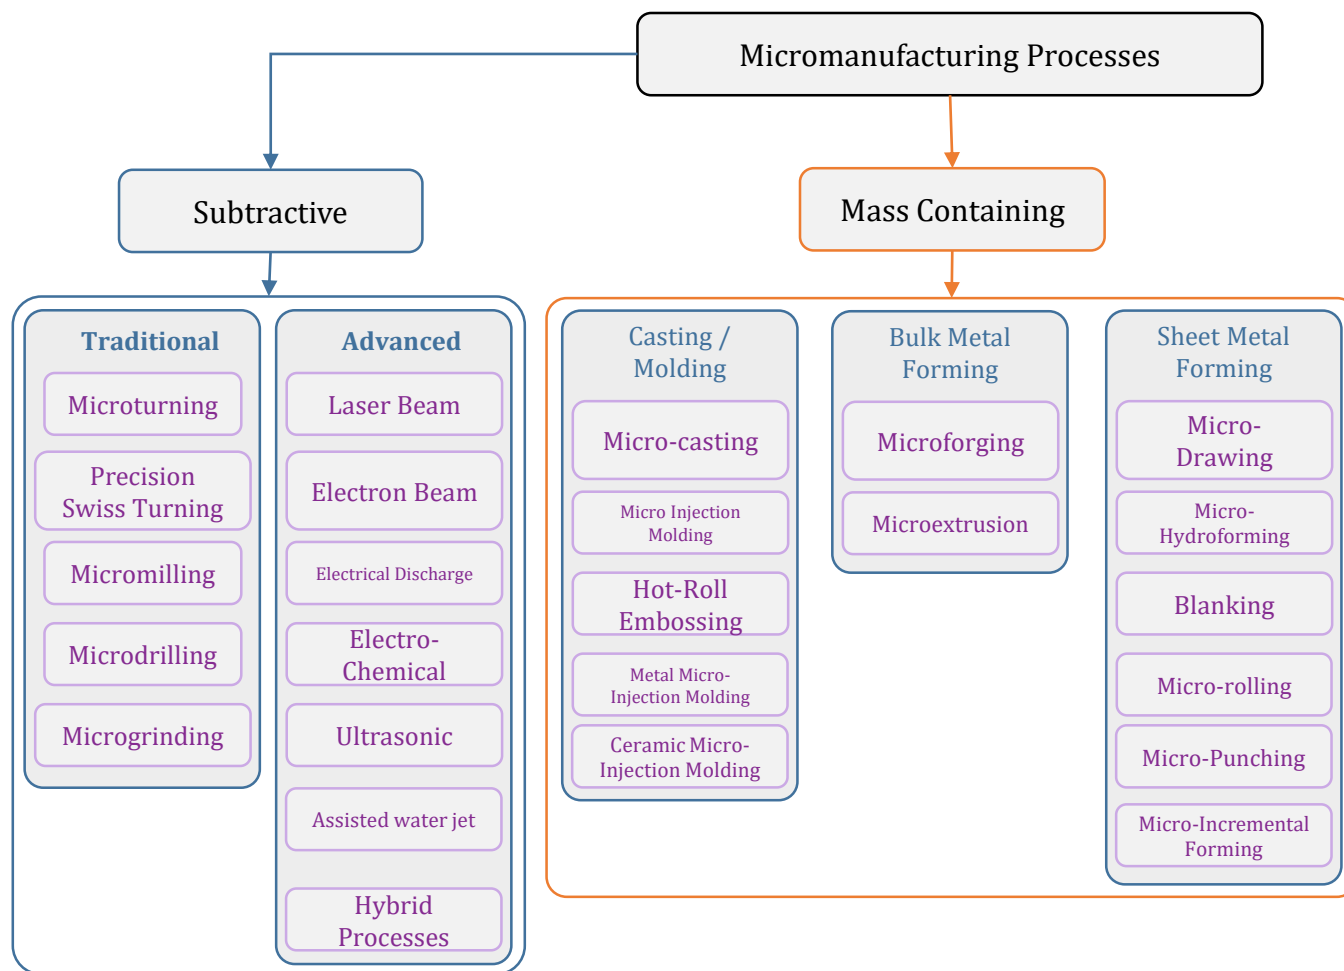 Micromanufacturing Processes
Subtractive
Mass Containing
Traditional
Microturning
Precision
Swiss Turning
Micromilling
Microdrilling
Microgrinding
Advanced
Laser Beam
Electron Beam
Electrical Discharge
Electro-
Chemical
Ultrasonic
Assisted water jet
Hybrid
Processes
Casting /
Molding
Micro-casting
Micro Injection
Molding
Hot-Roll
Embossing
Metal Micro-
Injection Molding
Ceramic Micro-
Injection Molding
Bulk Metal
Forming
Microforging
Microextrusion
Sheet Metal
Forming
Micro-
Drawing
Micro-
Hydroforming
Blanking
Micro-rolling
Micro-Punching
Micro-Incremental
Forming